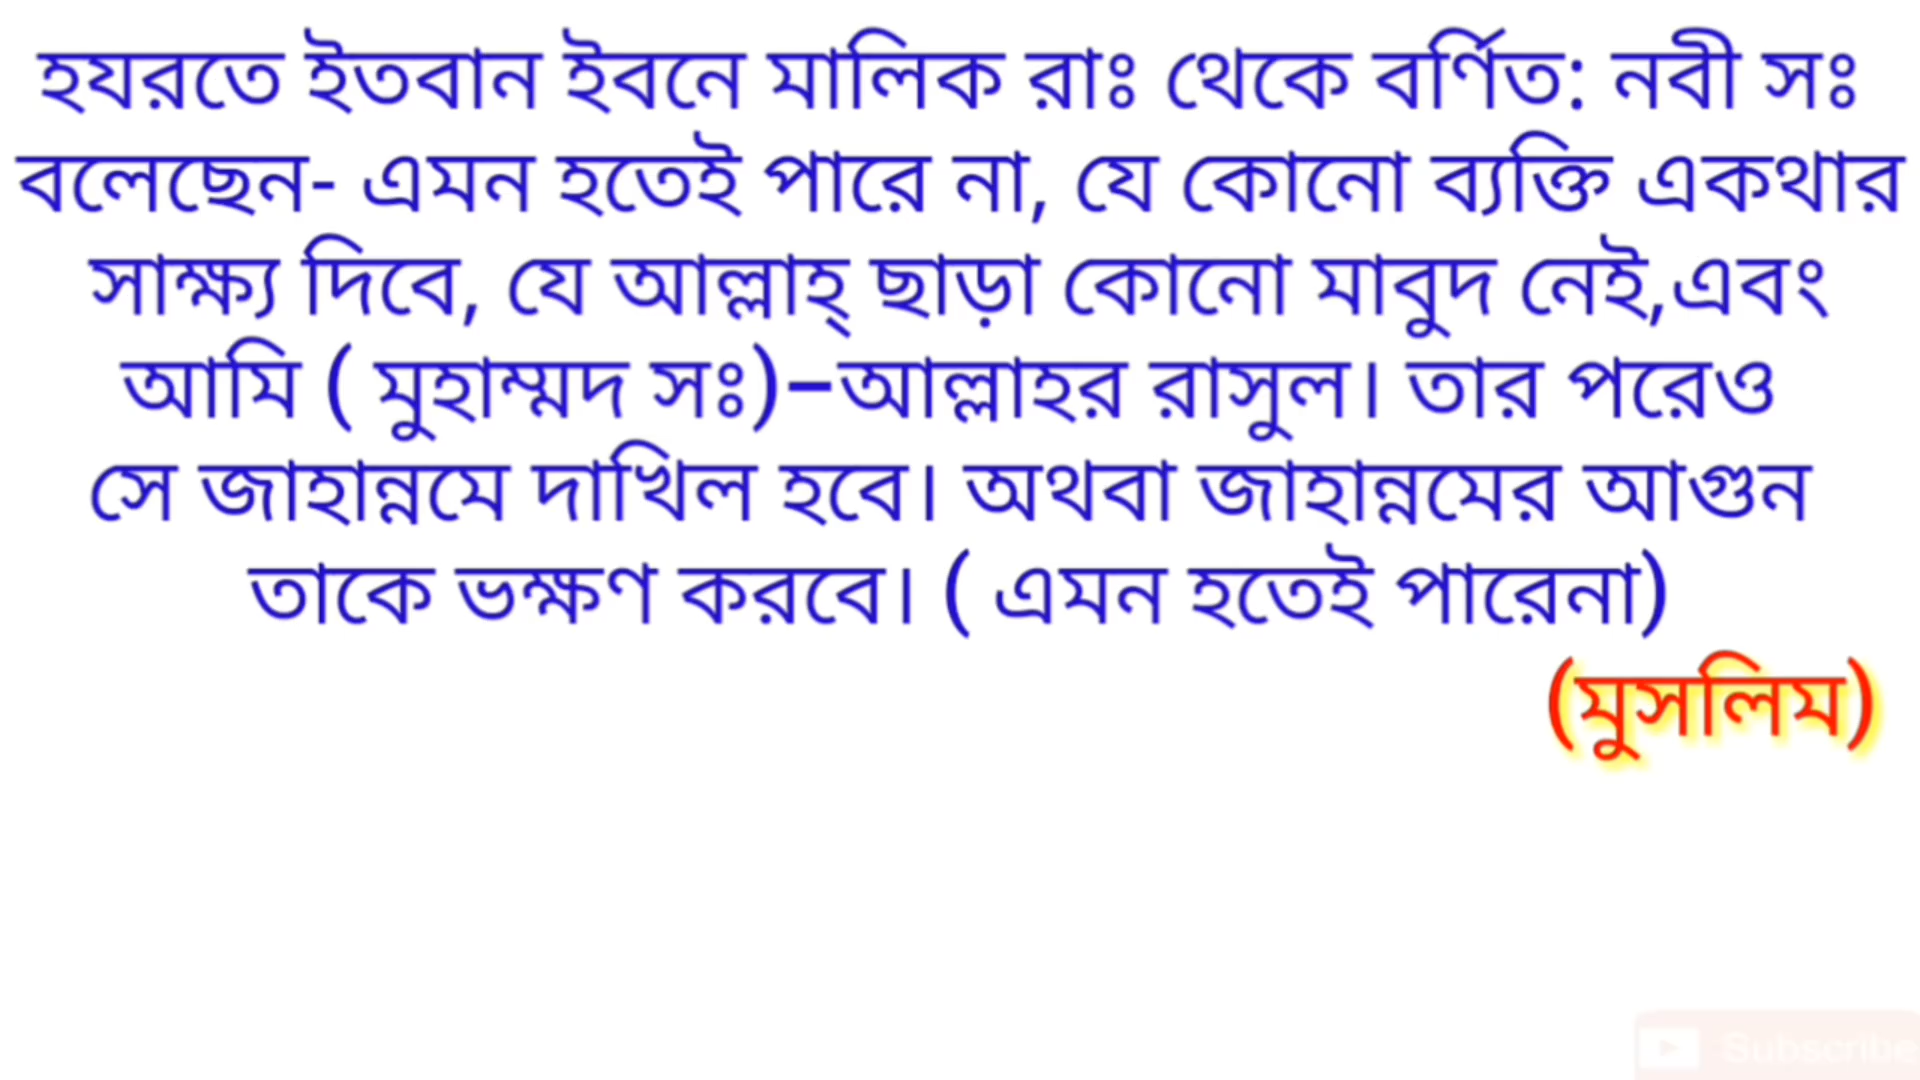 হযরতে ইতবান ইবনে মালিক রাঃ থেকে বর্ণিত: নবী সঃ
বলেছেন- এমন হতেই পারে না, যে কোনো ব্যক্তি একথার
সাক্ষ্য দিবে, যে আল্লাহ্ ছাড়া কোনো মাবুদ নেই,এবং
আমি ( মুহাম্মদ সঃ)–আল্লাহর রাসুল। তার পরেও
সে জাহান্নমে দাখিল হবে। অথবা জাহান্নমের আগুন
তাকে ভক্ষণ করবে। ( এমন হতেই পারেনা)
(মুসলিম)
Subscribe